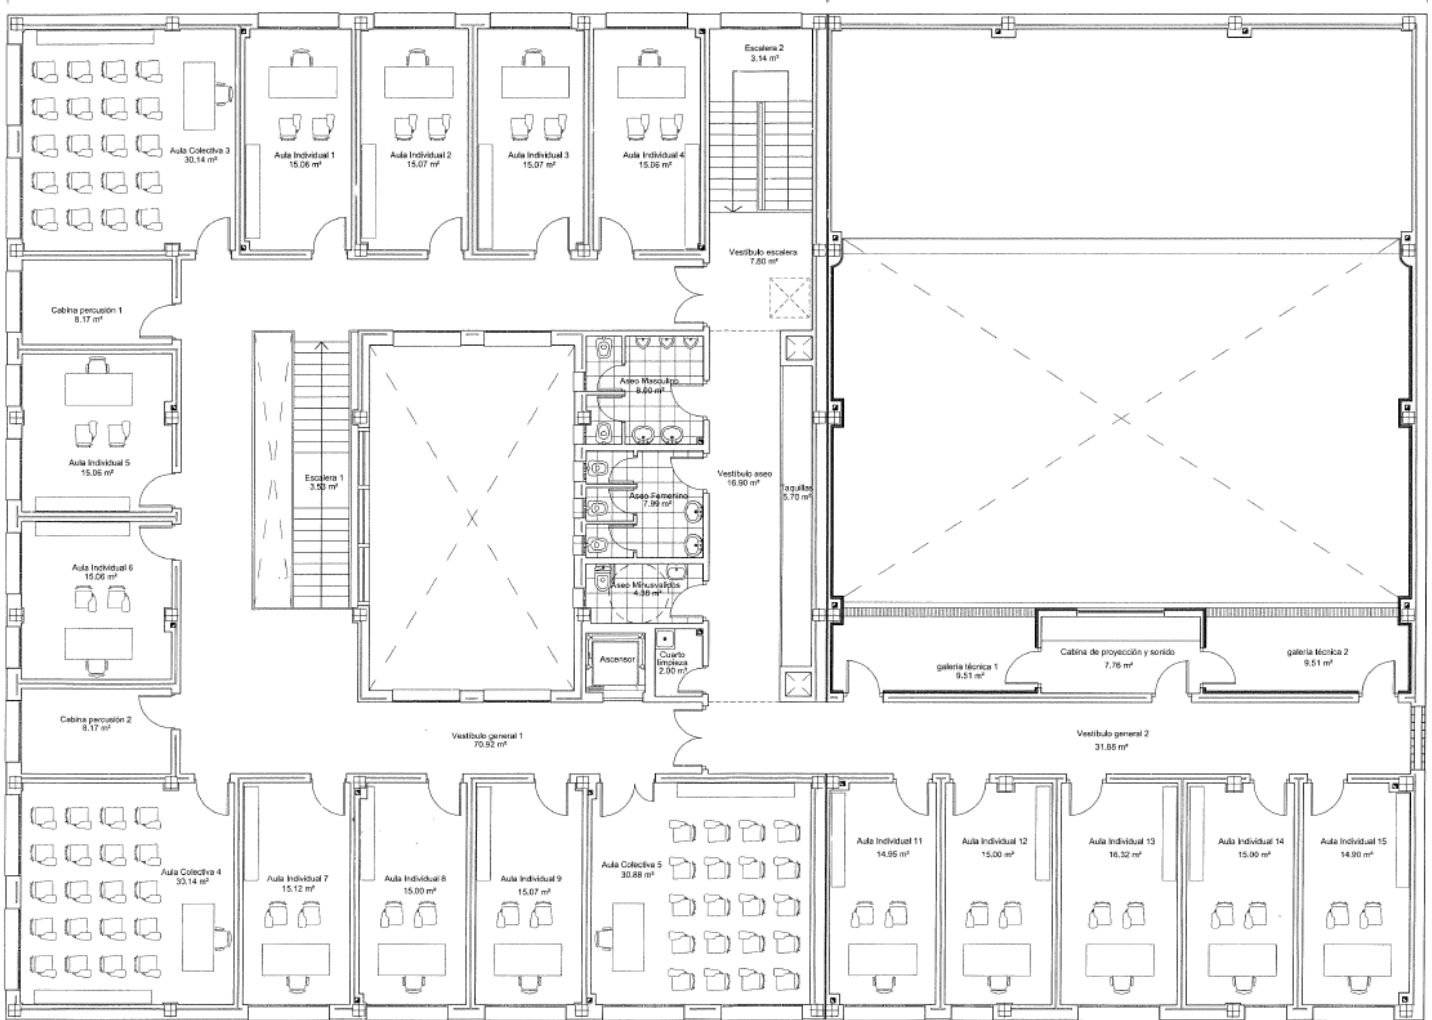 Escalera 2
3.14 m²
Aula Colectiva 3
30.14 m²
Aula Individual 1
15.06 m²
Aula Individual 2
15.07 m²
Aula Individual 3
15.07 m²
Aula Individual 4
15.06 m²
Vestíbulo escalera
7.80 m²
Cabina percusión 1
8.17 m²
Aseo Masculino
8.00 m²
Aula Individual 5
15.06 m²
Escalera 1
3.53 m²
Vestíbulo aseo
16.90 m²
Taquillas
5.70 m²
Aseo Femenino
7.99 m²
Aula Individual 6
15.06 m²
Aseo Minusválidos
4.38 m²
Ascensor
Cuarto
limpieza
2.00 m²
galería técnica 1
9.51 m²
Cabina de proyección y sonido
7.76 m²
galería técnica 2
9.51 m²
Cabina percusión 2
8.17 m²
Vestíbulo general 1
70.92 m²
Vestíbulo general 2
31.88 m²
Aula Colectiva 4
30.14 m²
Aula Individual 7
15.12 m²
Aula Individual 8
15.00 m²
Aula Individual 9
15.07 m²
Aula Colectiva 5
30.88 m²
Aula Individual 11
14.95 m²
Aula Individual 12
15.00 m²
Aula Individual 13
16.32 m²
Aula Individual 14
15.00 m²
Aula Individual 15
14.90 m²